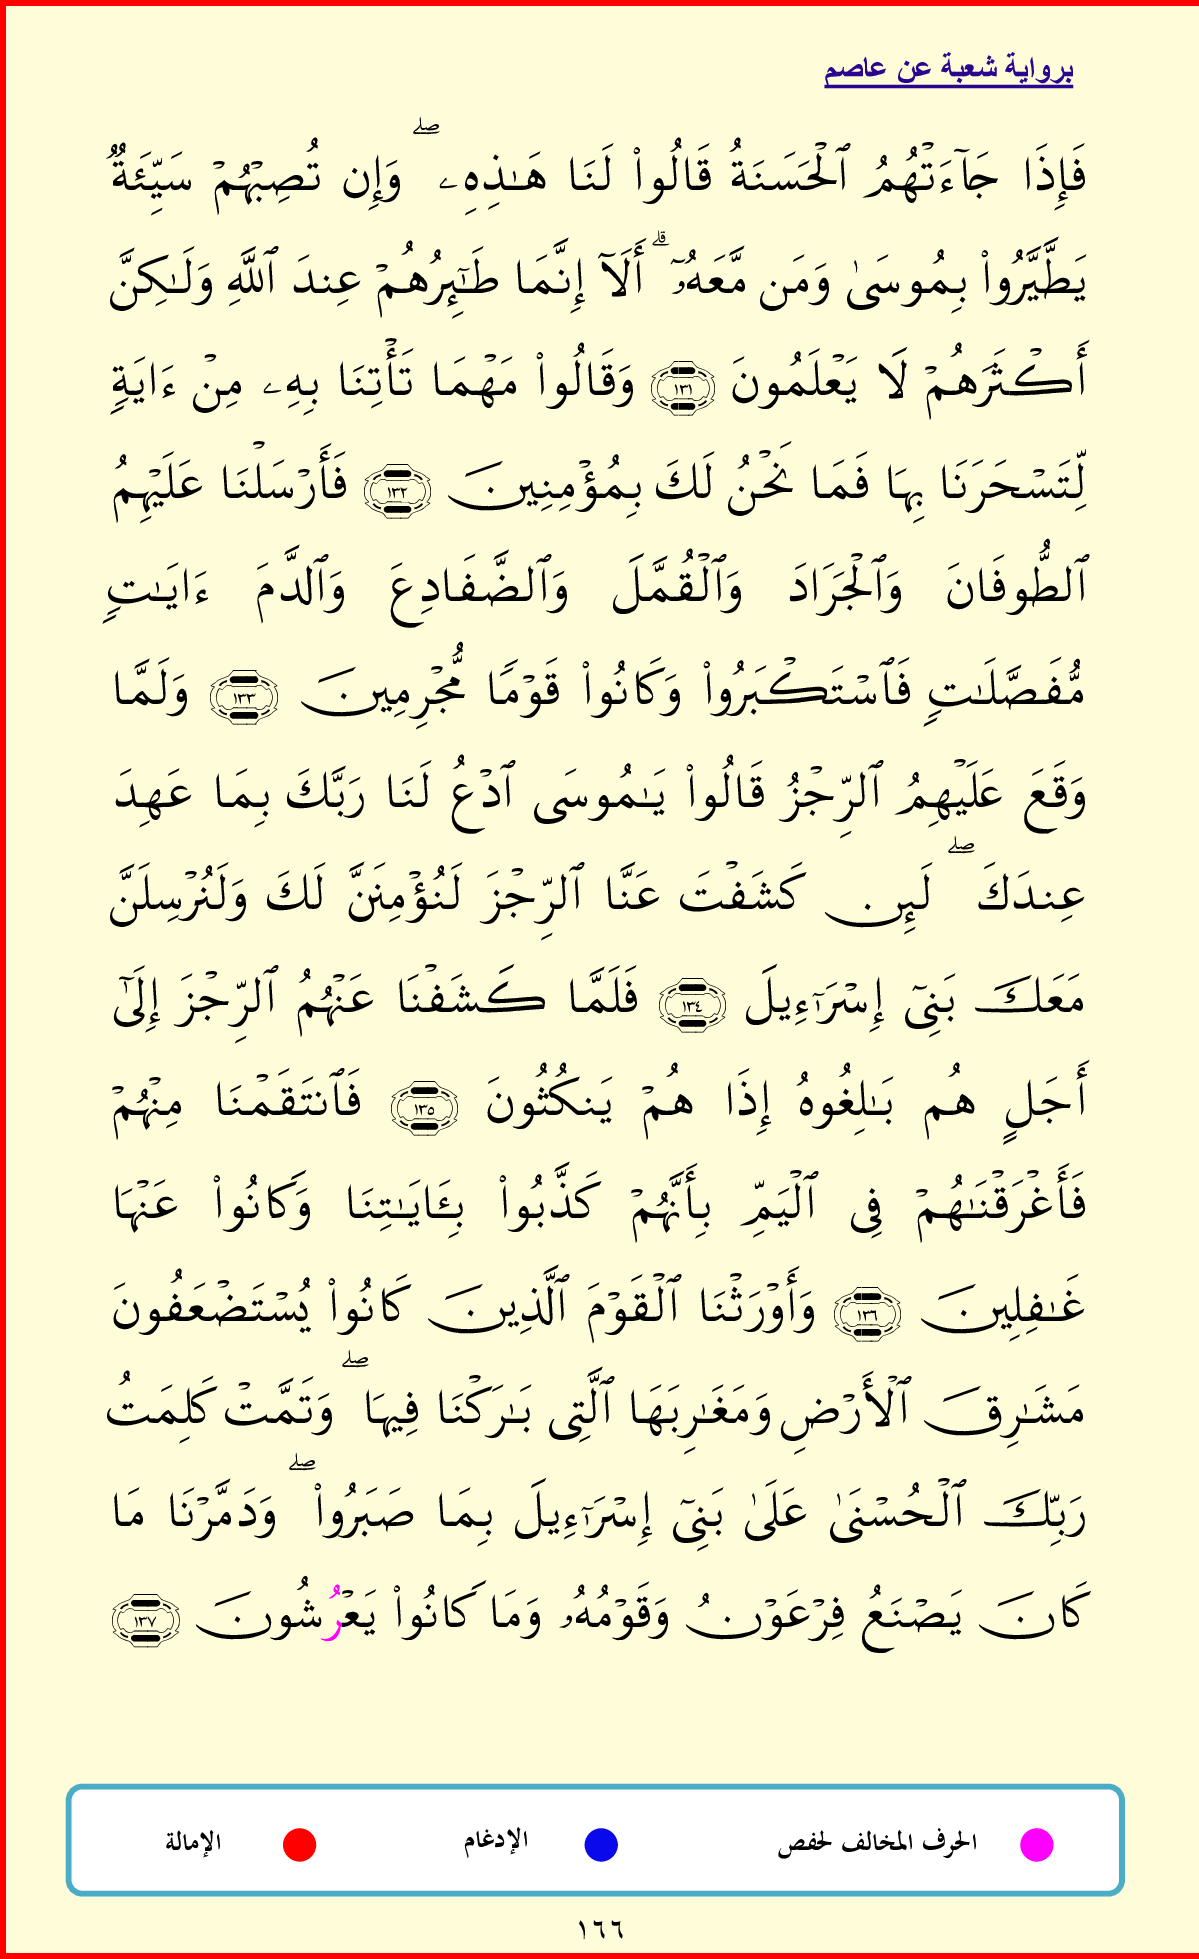 برواية شعبة عن عاصم
فَإِذَا جَآءَتْهُمُ ٱلْحَسَنَةُ قَالُوا۟ لَنَا هَـٰذِهِۦ ۖ وَإِن تُصِبْهُمْ سَيِّئَةٌ
يَطَّيَّرُوا۟ بِمُوسَىٰ وَمَن مَّعَهُۥٓ ۗ أَلَآ إِنَّمَا طَـٰٓئِرُهُمْ عِندَ ٱللَّهِ وَلَـٰكِنَّ
أَكْثَرَهُمْ لَا يَعْلَمُونَ ١٣١ وَقَالُوا۟ مَهْمَا تَأْتِنَا بِهِۦ مِنْ ءَايَةٍ
لِّتَسْحَرَنَا بِهَا فَمَا نَحْنُ لَكَ بِمُؤْمِنِينَ ١٣٢ فَأَرْسَلْنَا عَلَيْهِمُ
ٱلطُّوفَانَ وَٱلْجَرَادَ وَٱلْقُمَّلَ وَٱلضَّفَادِعَ وَٱلدَّمَ ءَايَـٰتٍ
مُّفَصَّلَـٰتٍ فَٱسْتَكْبَرُوا۟ وَكَانُوا۟ قَوْمًا مُّجْرِمِينَ ١٣٣ وَلَمَّا
وَقَعَ عَلَيْهِمُ ٱلرِّجْزُ قَالُوا۟ يَـٰمُوسَى ٱدْعُ لَنَا رَبَّكَ بِمَا عَهِدَ
عِندَكَ ۖ لَئِن كَشَفْتَ عَنَّا ٱلرِّجْزَ لَنُؤْمِنَنَّ لَكَ وَلَنُرْسِلَنَّ
مَعَكَ بَنِىٓ إِسْرَٰٓءِيلَ ١٣٤ فَلَمَّا كَشَفْنَا عَنْهُمُ ٱلرِّجْزَ إِلَىٰٓ
أَجَلٍ هُم بَـٰلِغُوهُ إِذَا هُمْ يَنكُثُونَ ١٣٥ فَٱنتَقَمْنَا مِنْهُمْ
فَأَغْرَقْنَـٰهُمْ فِى ٱلْيَمِّ بِأَنَّهُمْ كَذَّبُوا۟ بِـَٔايَـٰتِنَا وَكَانُوا۟ عَنْهَا
غَـٰفِلِينَ ١٣٦ وَأَوْرَثْنَا ٱلْقَوْمَ ٱلَّذِينَ كَانُوا۟ يُسْتَضْعَفُونَ
مَشَـٰرِقَ ٱلْأَرْضِ وَمَغَـٰرِبَهَا ٱلَّتِى بَـٰرَكْنَا فِيهَا ۖ وَتَمَّتْ كَلِمَتُ
رَبِّكَ ٱلْحُسْنَىٰ عَلَىٰ بَنِىٓ إِسْرَٰٓءِيلَ بِمَا صَبَرُوا۟ ۖ وَدَمَّرْنَا مَا
كَانَ يَصْنَعُ فِرْعَوْنُ وَقَوْمُهُۥ وَمَا كَانُوا۟ يَعْرُشُونَ ١٣٧
الحرف المخالف لحفص الإدغام الإمالة
١٦٦